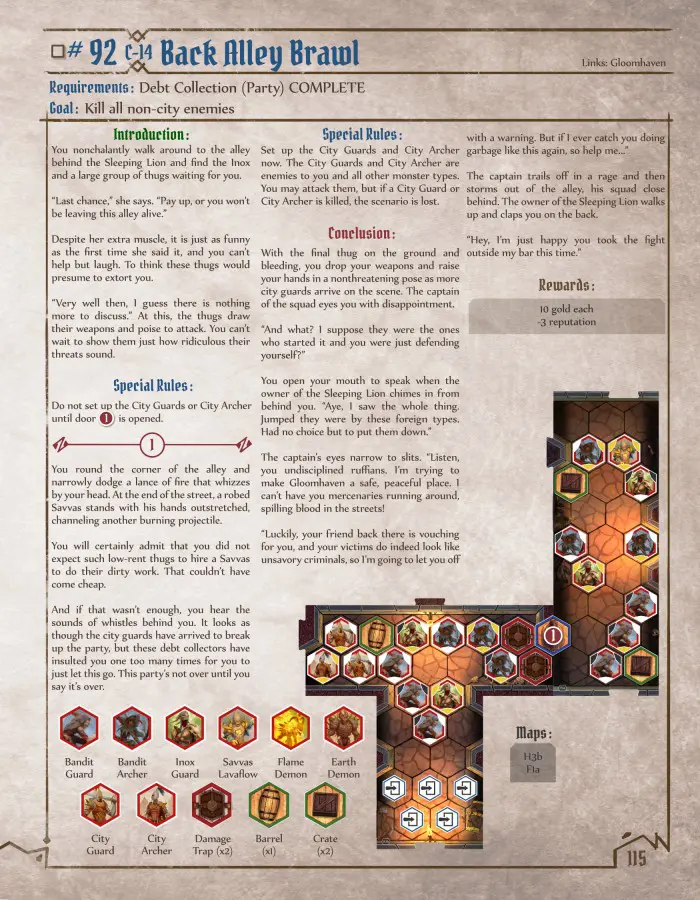 # 92 C-14 Back Alley Brawl
Links: Gloomhaven
Requirements: Debt Collection (Party) COMPLETE
Goal: Kill all non-city enemies
Introduction:
You nonchalantly walk around to the alley
behind the Sleeping Lion and find the Inox
and a large group of thugs waiting for you.
“Last chance,” she says. “Pay up, or you won’t
be leaving this alley alive.”
Despite her extra muscle, it is just as funny
as the first time she said it, and you can’t
help but laugh. To think these thugs would
presume to extort you.
“Very well then, I guess there is nothing
more to discuss.” At this, the thugs draw
their weapons and poise to attack. You can’t
wait to show them just how ridiculous their
threats sound.
Special Rules:
Do not set up the City Guards or City Archer
until door 1 is opened.
1
You round the corner of the alley and
narrowly dodge a lance of fire that whizzes
by your head. At the end of the street, a robed
Savvas stands with his hands outstretched,
channeling another burning projectile.
You will certainly admit that you did not
expect such low-rent thugs to hire a Savvas
to do their dirty work. That couldn’t have
come cheap.
And if that wasn’t enough, you hear the
sounds of whistles behind you. It looks as
though the city guards have arrived to break
up the party, but these debt collectors have
insulted you one too many times for you to
just let this go. This party’s not over until you
say it’s over.
Special Rules:
Set up the City Guards and City Archer
now. The City Guards and City Archer are
enemies to you and all other monster types.
You may attack them, but if a City Guard or
City Archer is killed, the scenario is lost.
Conclusion:
With the final thug on the ground and
bleeding, you drop your weapons and raise
your hands in a nonthreatening pose as more
city guards arrive on the scene. The captain
of the squad eyes you with disappointment.
“And what? I suppose they were the ones
who started it and you were just defending
yourself?”
You open your mouth to speak when the
owner of the Sleeping Lion chimes in from
behind you. “Aye, I saw the whole thing.
Jumped they were by these foreign types.
Had no choice but to put them down.”
The captain’s eyes narrow to slits. “Listen,
you undisciplined ruffians. I’m trying to
make Gloomhaven a safe, peaceful place. I
can’t have you mercenaries running around,
spilling blood in the streets!
“Luckily, your friend back there is vouching
for you, and your victims do indeed look like
unsavory criminals, so I’m going to let you off
with a warning. But if I ever catch you doing
garbage like this again, so help me...”
The captain trails off in a rage and then
storms out of the alley, his squad close
behind. The owner of the Sleeping Lion walks
up and claps you on the back.
“Hey, I’m just happy you took the fight
outside my bar this time.”
Rewards:
10 gold each
-3 reputation
1
Bandit
Guard
Bandit
Archer
Inox
Guard
Savvas
Lavaflow
Flame
Demon
Earth
Demon
City
Guard
City
Archer
Damage
Trap (x2)
Barrel
(x1)
Crate
(x2)
Maps:
H3b
F1a
115